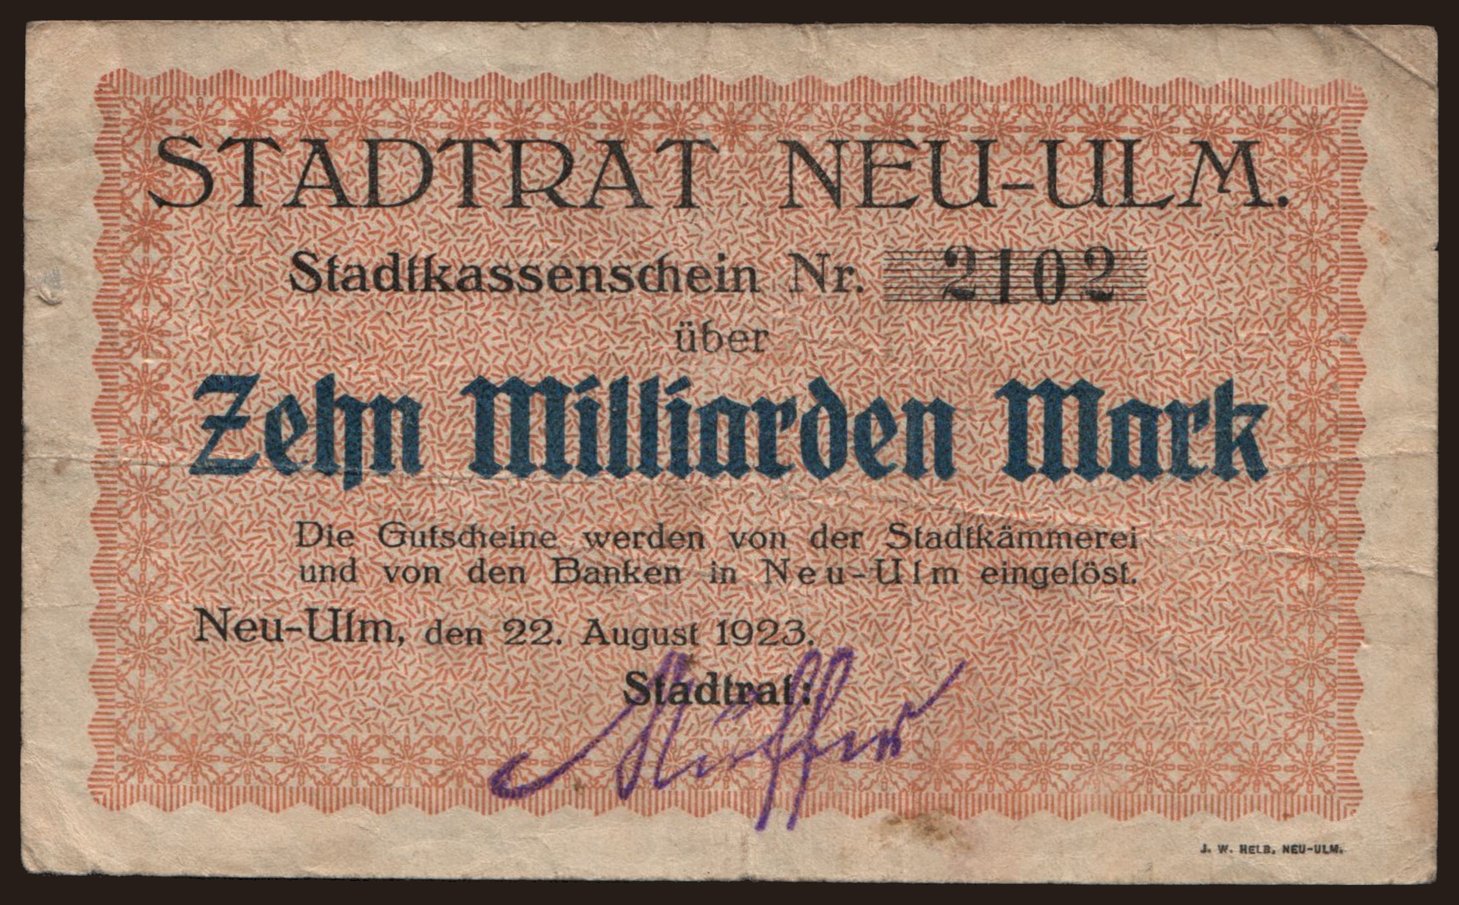 STADTRAT NEU-ULM.
Stadtkassenschein Nr. 2102
über
Zehn Milliarden Mark
Die Gutscheine werden von der Stadtkämmerei
und von den Banken in Neu-Ulm eingelöst.
Neu-Ulm, den 22. August 1923.
Stadtrat:
J. W. HELB, NEU-ULM.